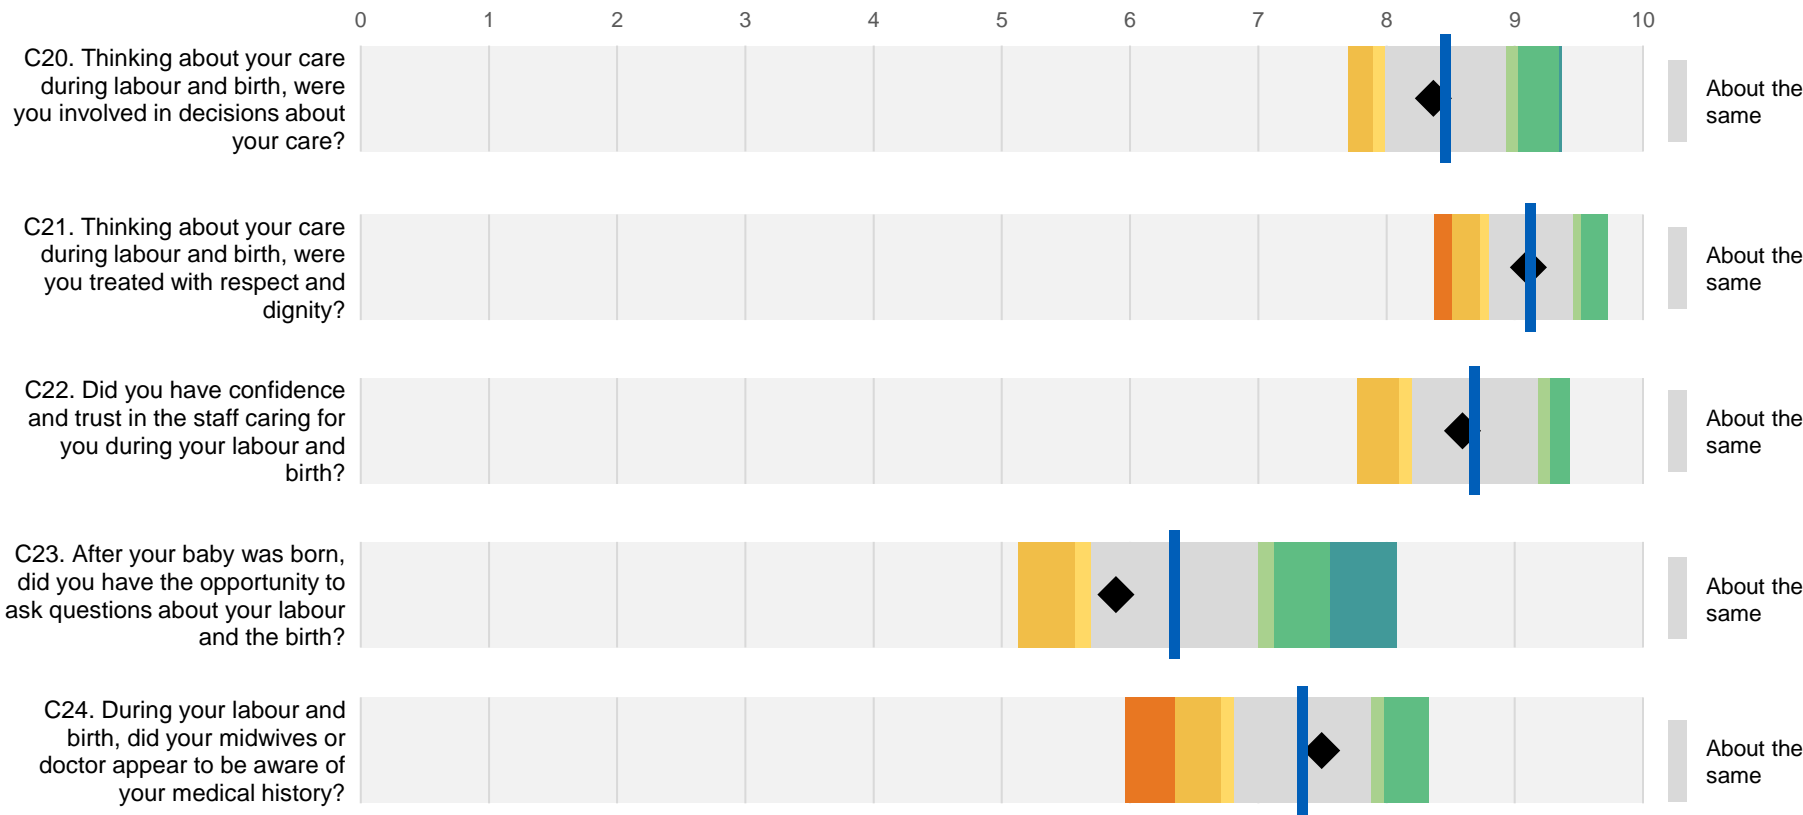 0 1 2 3 4 5 6 7 8 9 10
C20. Thinking about your care
during labour and birth, were
you involved in decisions about
your care?
About the
same
C21. Thinking about your care
during labour and birth, were
you treated with respect and
dignity?
About the
same
C22. Did you have confidence
and trust in the staff caring for
you during your labour and
birth?
About the
same
C23. After your baby was born,
did you have the opportunity to
ask questions about your labour
and the birth?
About the
same
C24. During your labour and
birth, did your midwives or
doctor appear to be aware of
your medical history?
About the
same